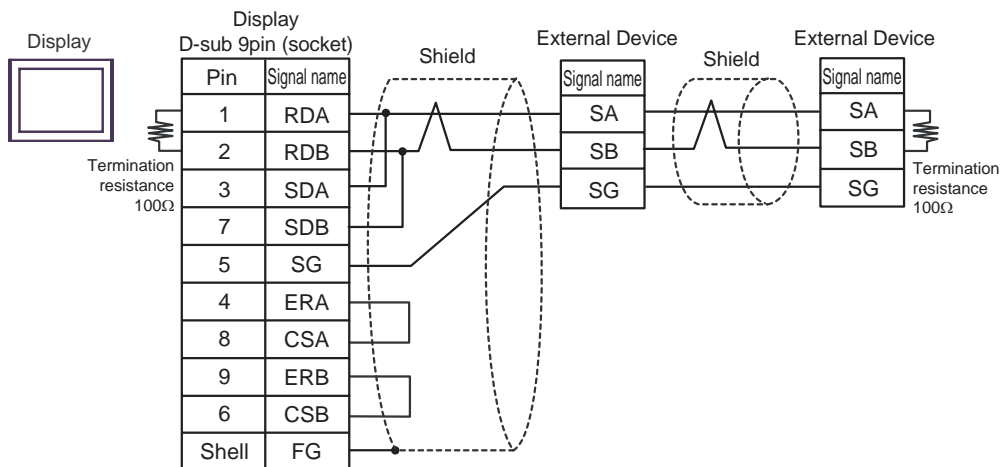 Display
Display
D-sub 9pin (socket)
Shield
External Device
Shield
External Device
Pin Signal name
Signal name
Signal name
1 RDA
SA
SA
2 RDB
SB
SB
Termination
resistance
100Ω
3 SDA
SG
SG
Termination
resistance
100Ω
7 SDB
5 SG
4 ERA
8 CSA
9 ERB
6 CSB
Shell FG